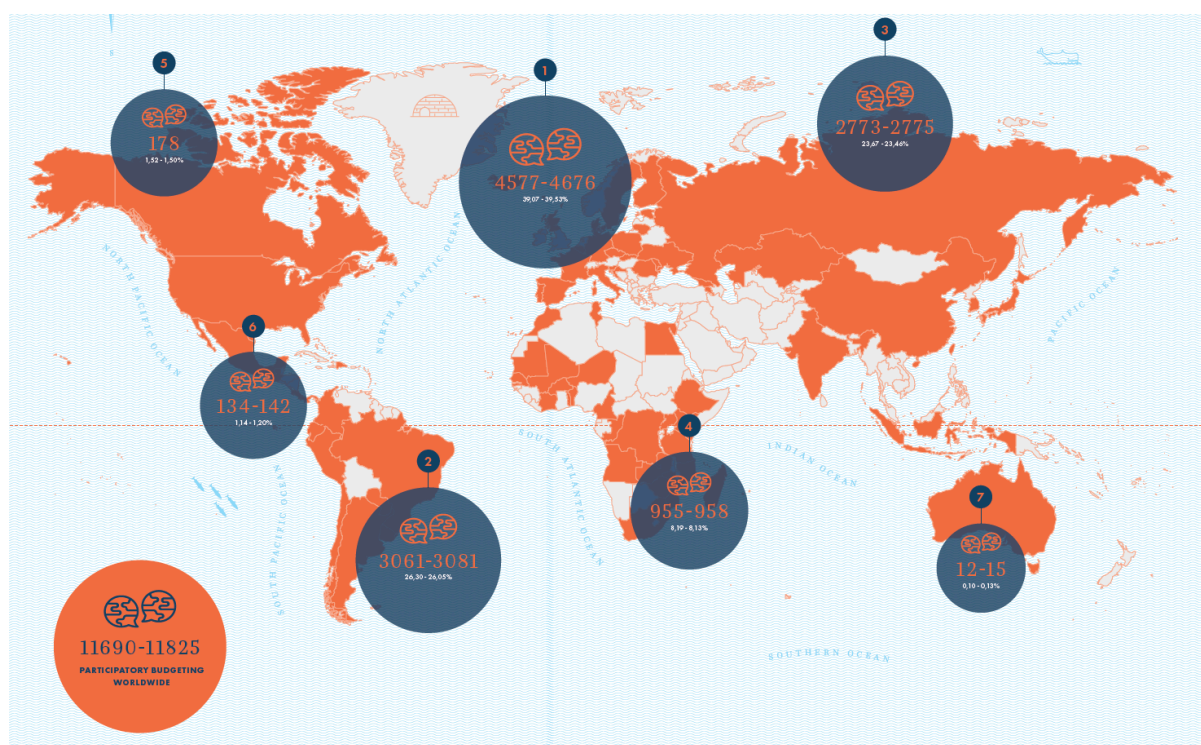 S
5
178
1,52 - 1,50%
1
4577-4676
39,07 - 39,53%
3
2773-2775
23,67 - 23,46%
NORTH PACIFIC OCEAN
NORTH ATLANTIC OCEAN
PACIFIC OCEAN
6
134-142
1,14 - 1,20%
2
3061-3081
26,30 - 26,05%
SOUTH PACIFIC OCEAN
SOUTH ATLANTIC OCEAN
4
955-958
8,19 - 8,13%
INDIAN OCEAN
7
12-15
0,10 - 0,13%
11690-11825
PARTICIPATORY BUDGETING
WORLDWIDE
SOUTHERN OCEAN